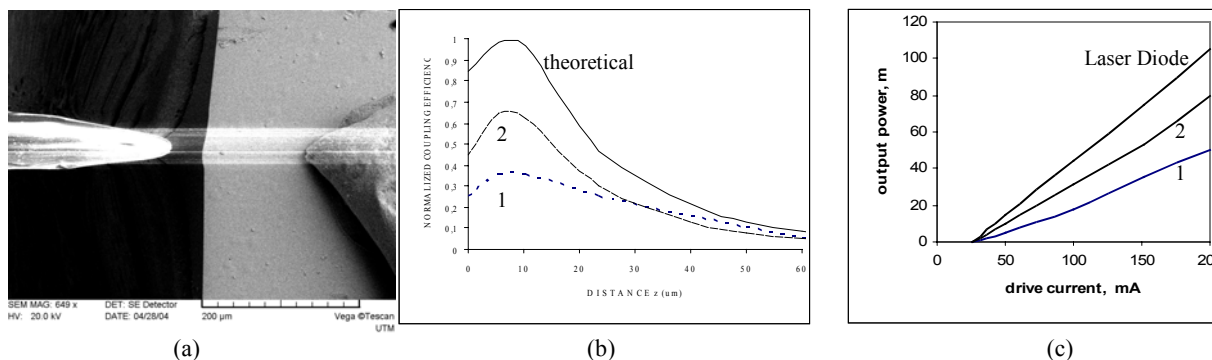 SEM MAG: 649 x DET: SE Detector
HV: 20.0 kV DATE: 04/28/04 200 µm Vega ©Tescan
UTM
(a)
NORMALIZED COUPLING EFFICIENC
1
0,9
0,8
0,7
0,6
0,5
0,4
0,3
0,2
0,1
0
theoretical
2
1
0 10 20 30 40 50 60
DISTANCE z (um)
(b)
output power, m
120
100
80
60
40
20
0
Laser Diode
2
1
0 50 100 150 200
drive current, mA
(c)